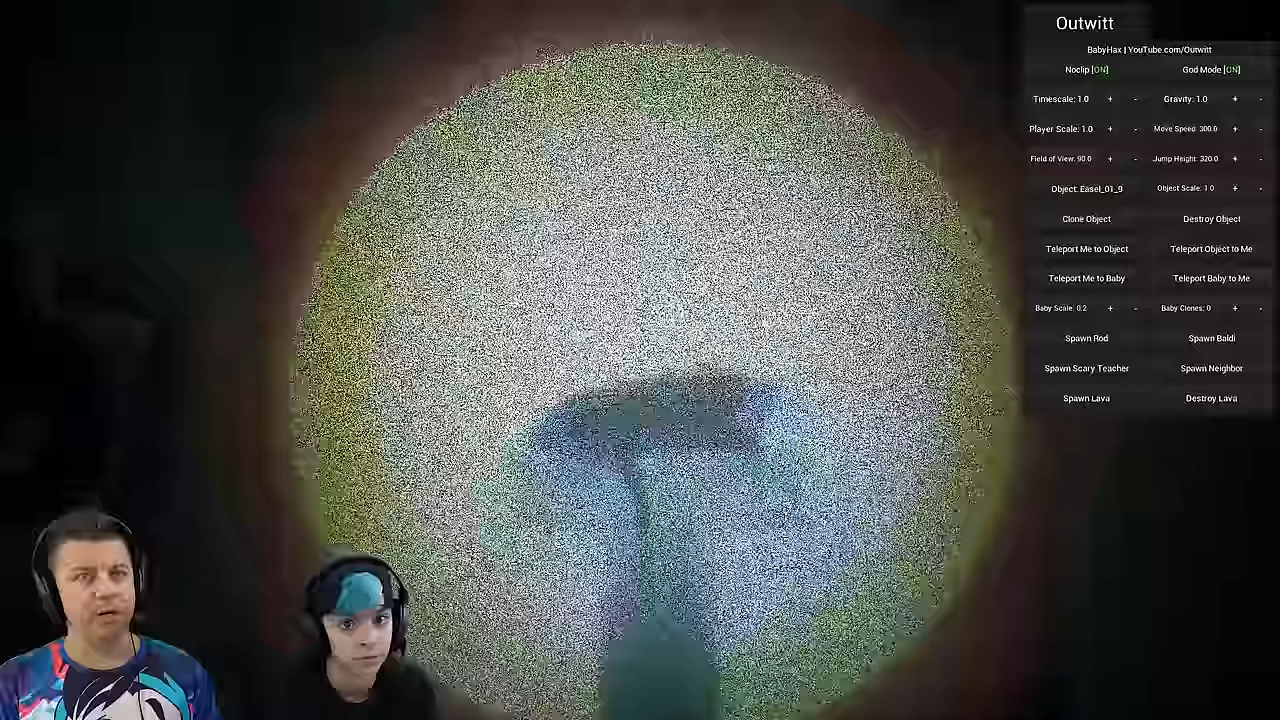 Outwitt
BabyHax | YouTube.com/Outwitt
Noclip [ON] God Mode [ON]
Timescale: 1.0 + - Gravity: 1.0 + -
Player Scale: 1.0 + - Move Speed: 300.0 + -
Field of View: 90.0 + - Jump Height: 320.0 + -
Object: Easel_01_9 Object Scale: 1.0 + -
Clone Object Destroy Object
Teleport Me to Object Teleport Object to Me
Teleport Me to Baby Teleport Baby to Me
Baby Scale: 0.2 + - Baby Clones: 0 + -
Spawn Rod Spawn Baldi
Spawn Scary Teacher Spawn Neighbor
Spawn Lava Destroy Lava